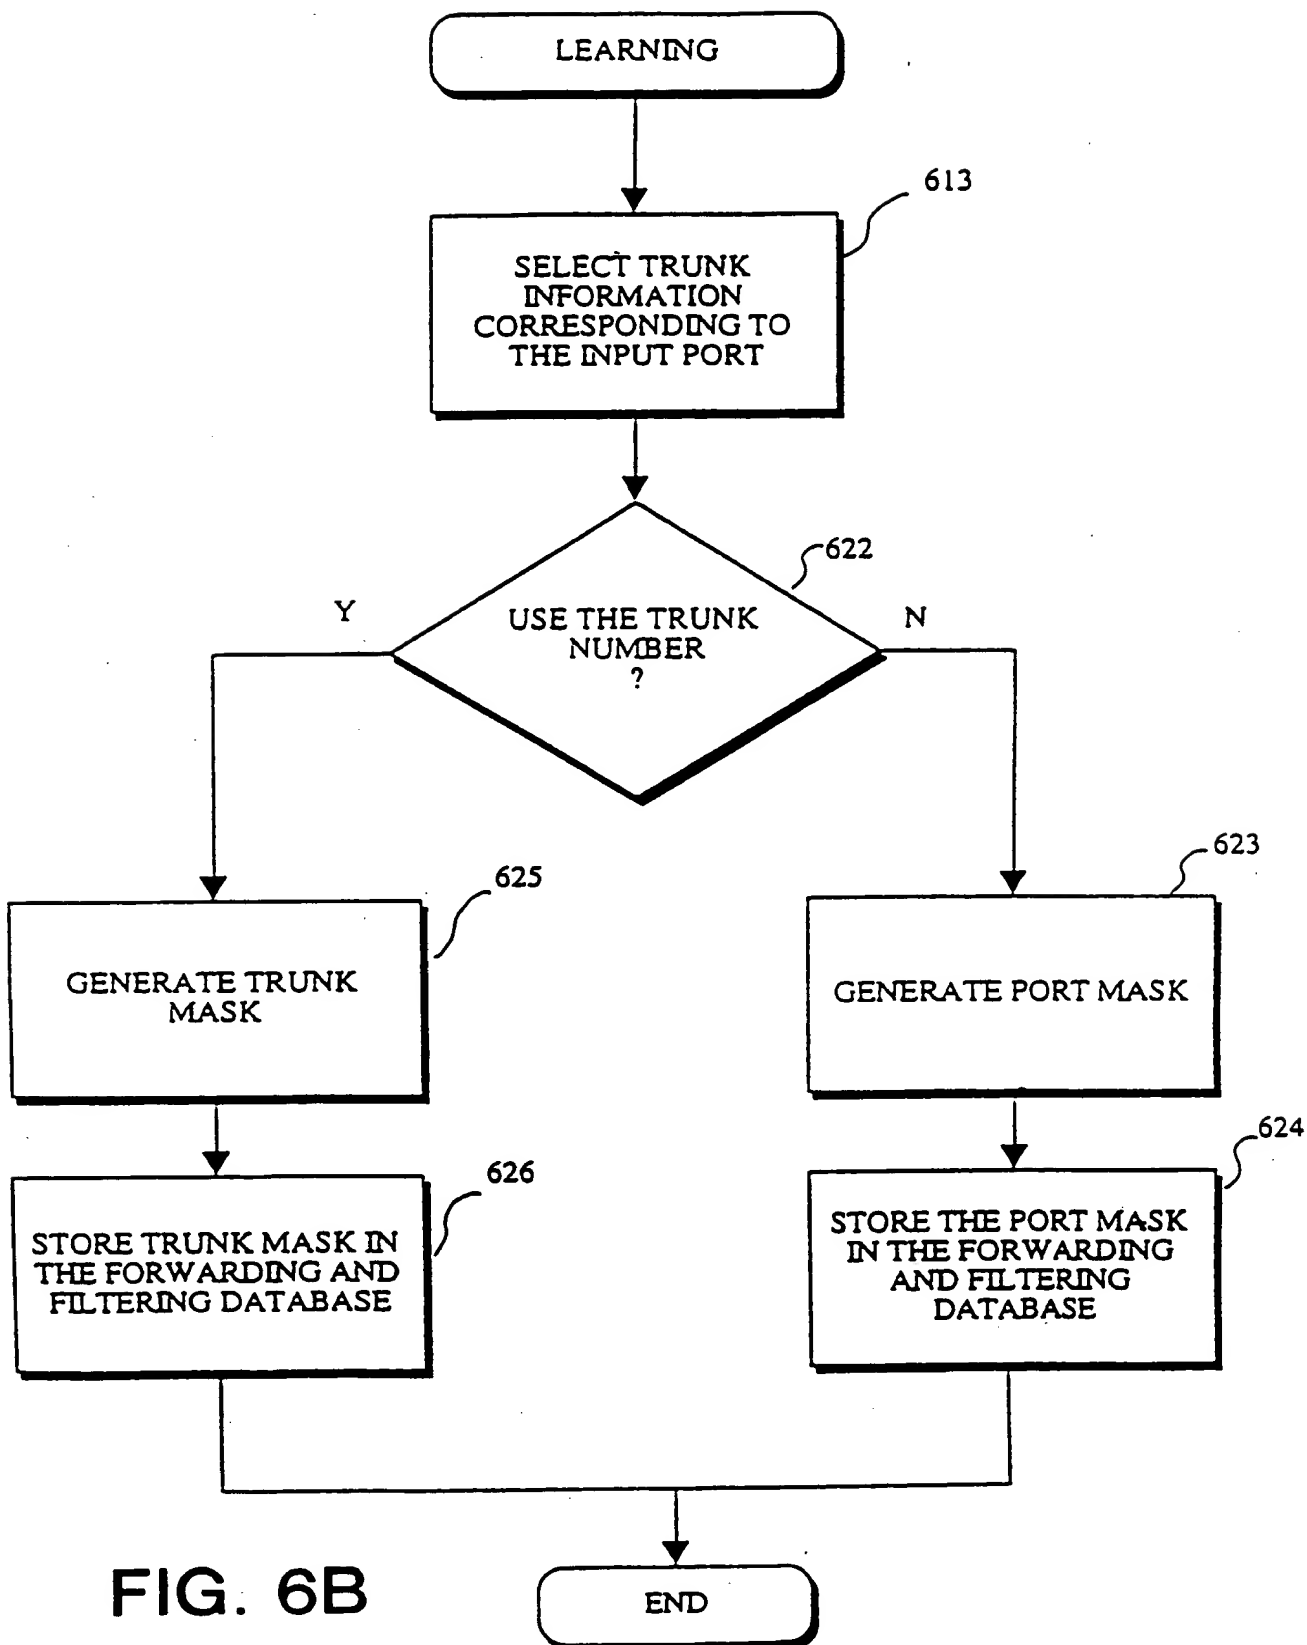 LEARNING
613
SELECT TRUNK
INFORMATION
CORRESPONDING TO
THE INPUT PORT
622
Y
USE THE TRUNK
NUMBER
?
N
625
GENERATE TRUNK
MASK
623
GENERATE PORT MASK
626
STORE TRUNK MASK IN
THE FORWARDING AND
FILTERING DATABASE
624
STORE THE PORT MASK
IN THE FORWARDING
AND FILTERING
DATABASE
FIG. 6B
END